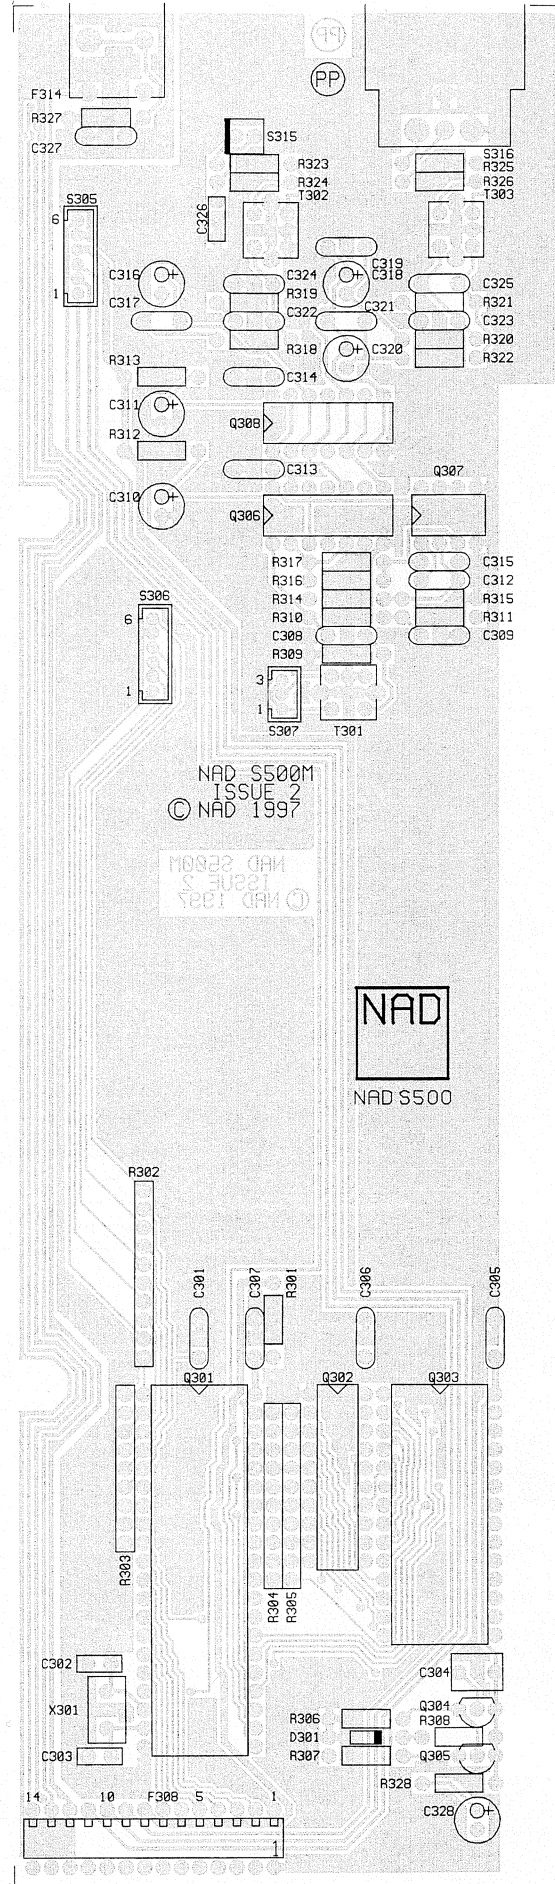 PP
PP
F314
R327
C327
S315
R323
R324
T302
C326
S316
R325
R326
T303
S305
6
1
C316
C317
C324
R319
C322
C319
C318
C321
C325
R321
C323
R320
R322
R318
C320
R313
C314
C311
R312
Q308
C313
Q307
C310
Q306
R317
R316
R314
R310
C308
R309
C315
C312
R315
R311
C309
S306
6
1
3
1
S307
T301
NAD S500M
ISSUE 2
© NAD 1997
NAD S500M
ISSUE 2
© NAD 1997
NAD
NAD S500
R302
C301
C307
R301
C306
C305
Q301
Q302
Q303
R303
R304
R305
C302
X301
C303
C304
Q304
R308
R306
D301
R307
Q305
R328
C328
14 10 F308 5 1
1